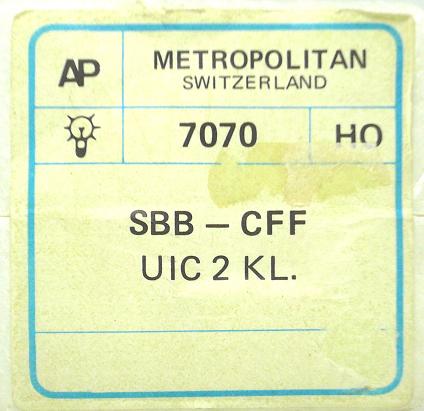 AP
METROPOLITAN
SWITZERLAND
7070
HO
SBB – CFF
UIC 2 KL.